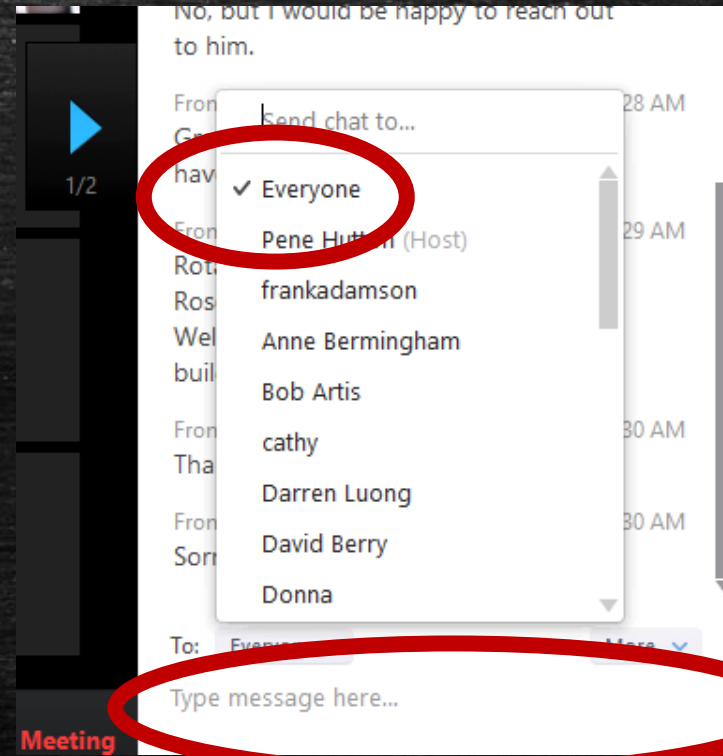 No, but I would be happy to reach out
to him.
28 AM
Send chat to...
1/2
✓ Everyone
Pene Hutton (Host)
29 AM
frankadamson
Anne Bermingham
Bob Artis
30 AM
cathy
Darren Luong
30 AM
David Berry
Donna
To: Everyone More
Type message here...
Meeting